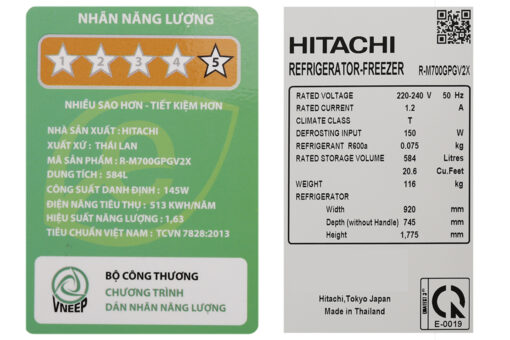 NHÃN NĂNG LƯỢNG
1 2 3 4 5
NHIỀU SAO HƠN - TIẾT KIỆM HƠN
NHÀ SẢN XUẤT : HITACHI
XUẤT XỨ : THÁI LAN
MÃ SẢN PHẨM : R-M700GPGV2X
DUNG TÍCH : 584L
CÔNG SUẤT DANH ĐỊNH : 145W
ĐIỆN NĂNG TIÊU THỤ : 513 KWH/NĂM
HIỆU SUẤT NĂNG LƯỢNG : 1,63
TIÊU CHUẨN VIỆT NAM : TCVN 7828:2013
VNEEP
BỘ CÔNG THƯƠNG
CHƯƠNG TRÌNH
DÁN NHÃN NĂNG LƯỢNG
HITACHI
REFRIGERATOR-FREEZER R-M700GPGV2X
RATED VOLTAGE 220-240 V 50 Hz
RATED CURRENT 1.2 A
CLIMATE CLASS T
DEFROSTING INPUT 150 W
REFRIGERANT R600a 0.075 kg
RATED STORAGE VOLUME 584 Litres
20.6 Cu.Feet
WEIGHT 116 kg
REFRIGERATOR
Width 920 mm
Depth (without Handle) 745 mm
Height 1,775 mm
Hitachi,Tokyo Japan
Made in Thailand
E-0019